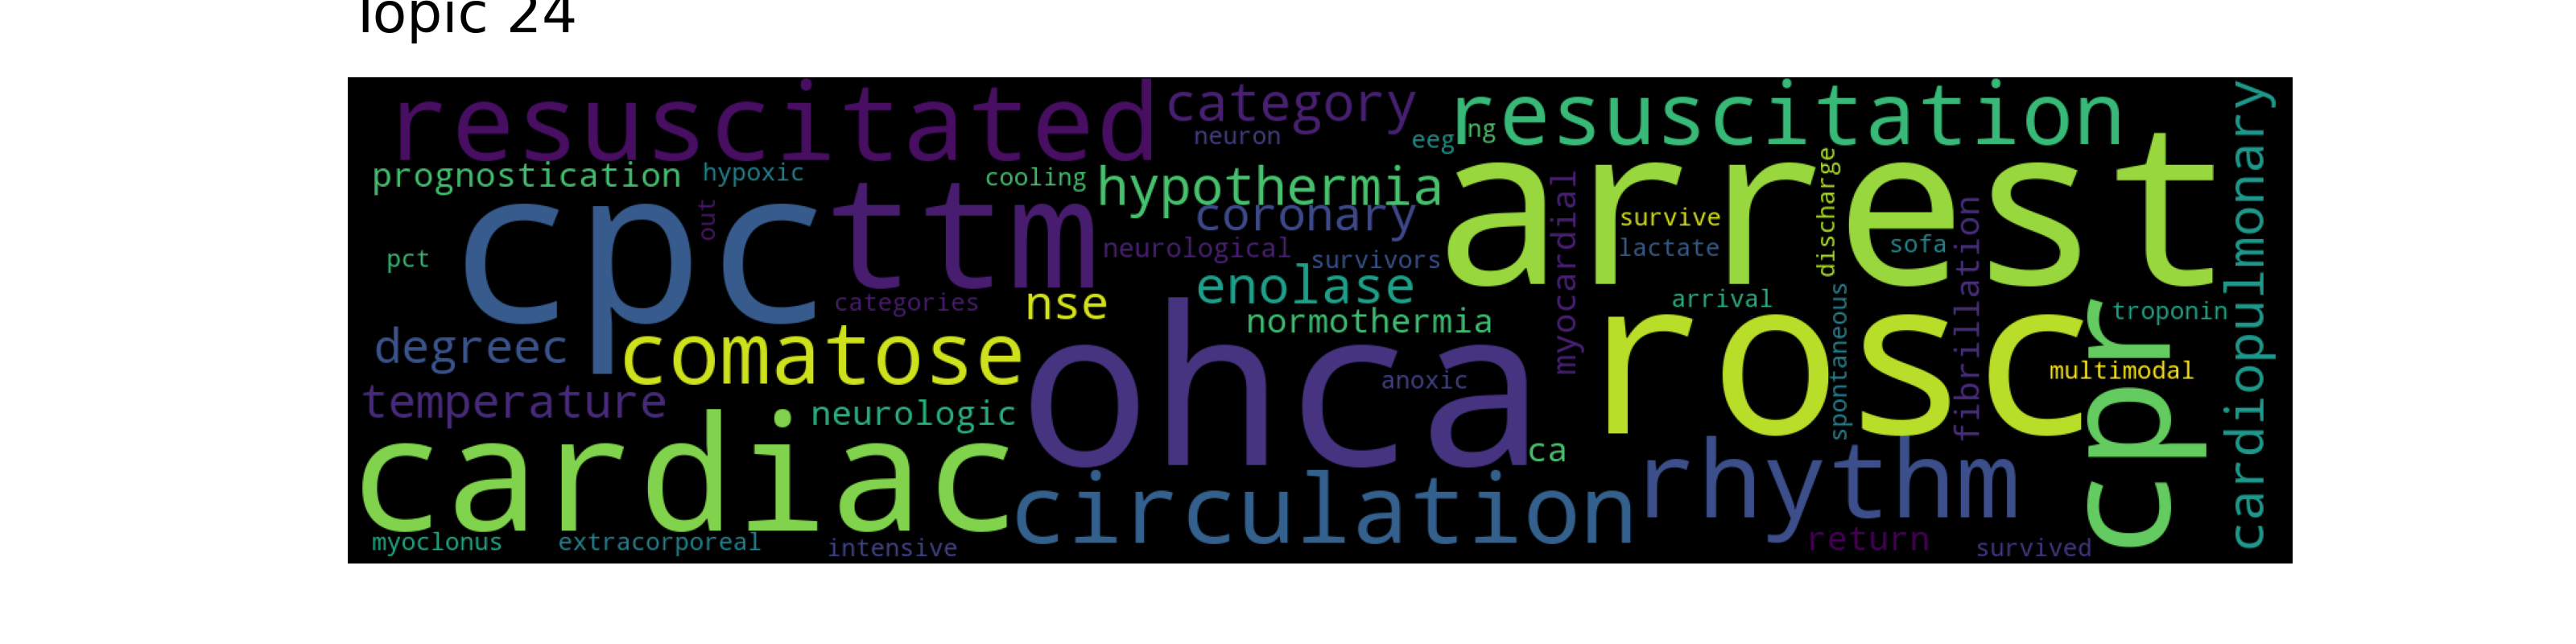 Topic 24
resuscitated
category
neuron
eeg
ng
resuscitation
cardiopulmonary
prognostication
hypoxic
cooling
hypothermia
arrest
discharge
out
cpc
ttm
coronary
myocardial
survive
pct
neurological
survivors
lactate
sofa
fibrillation
categories
nse
enolase
arrival
spontaneous
troponin
degreec
comatose
normothermia
ohca
rosc
cpr
anoxic
multimodal
temperature
neurologic
cardiac
ca
circulation
rhythm
myoclonus
extracorporeal
intensive
return
survived